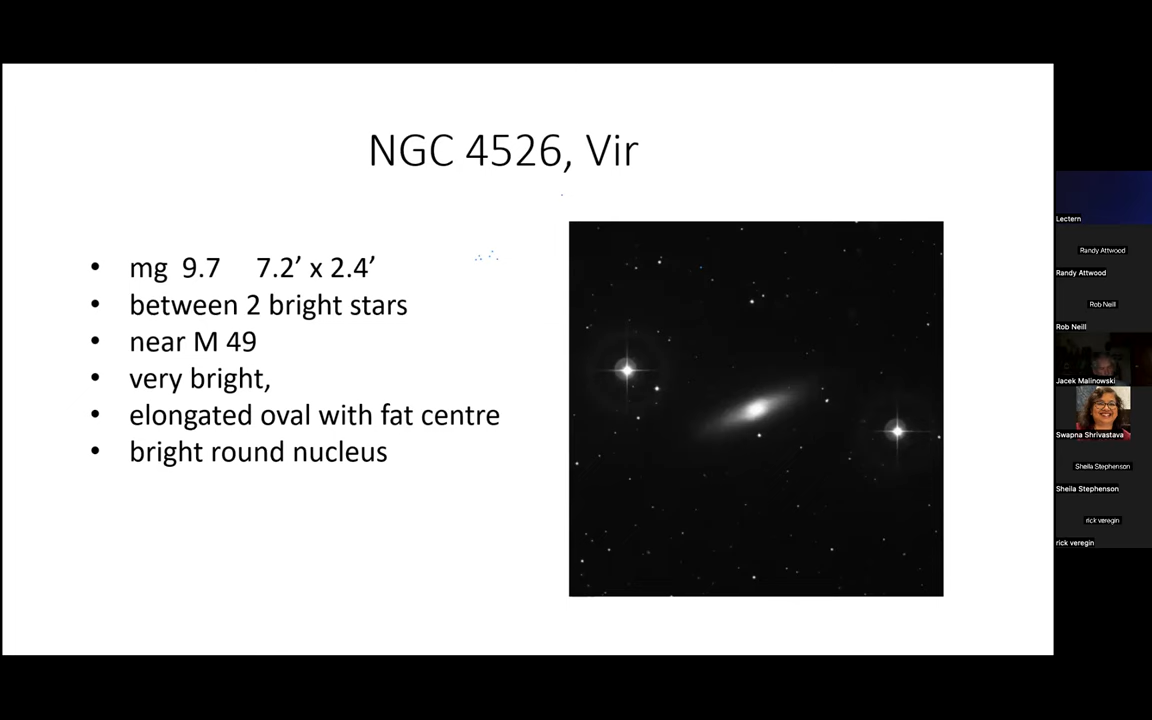 NGC 4526, Vir
• mg 9.7 7.2’ x 2.4’
• between 2 bright stars
• near M 49
• very bright,
• elongated oval with fat centre
• bright round nucleus
Lectern
Randy Attwood
Randy Attwood
Rob Neill
Rob Neill
Jacek Malinowski
Swapna Shrivastava
Sheila Stephenson
Sheila Stephenson
rick veregin
rick veregin